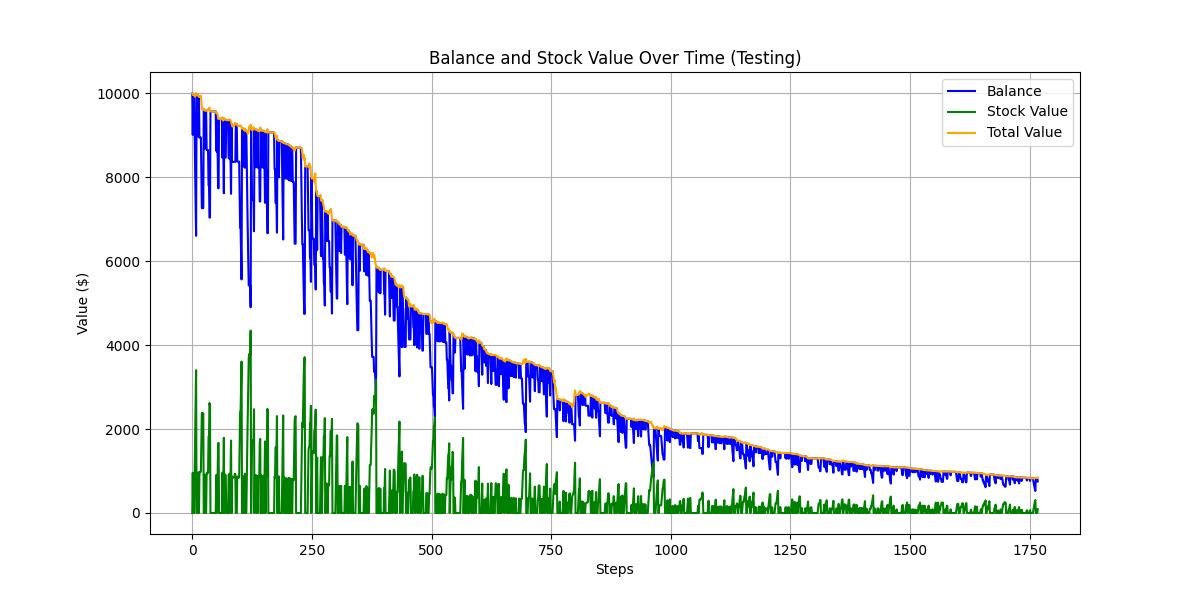 Balance and Stock Value Over Time (Testing)
Balance
Stock Value
Total Value
Value ($)
10000
8000
6000
4000
2000
0
0 250 500 750 1000 1250 1500 1750
Steps